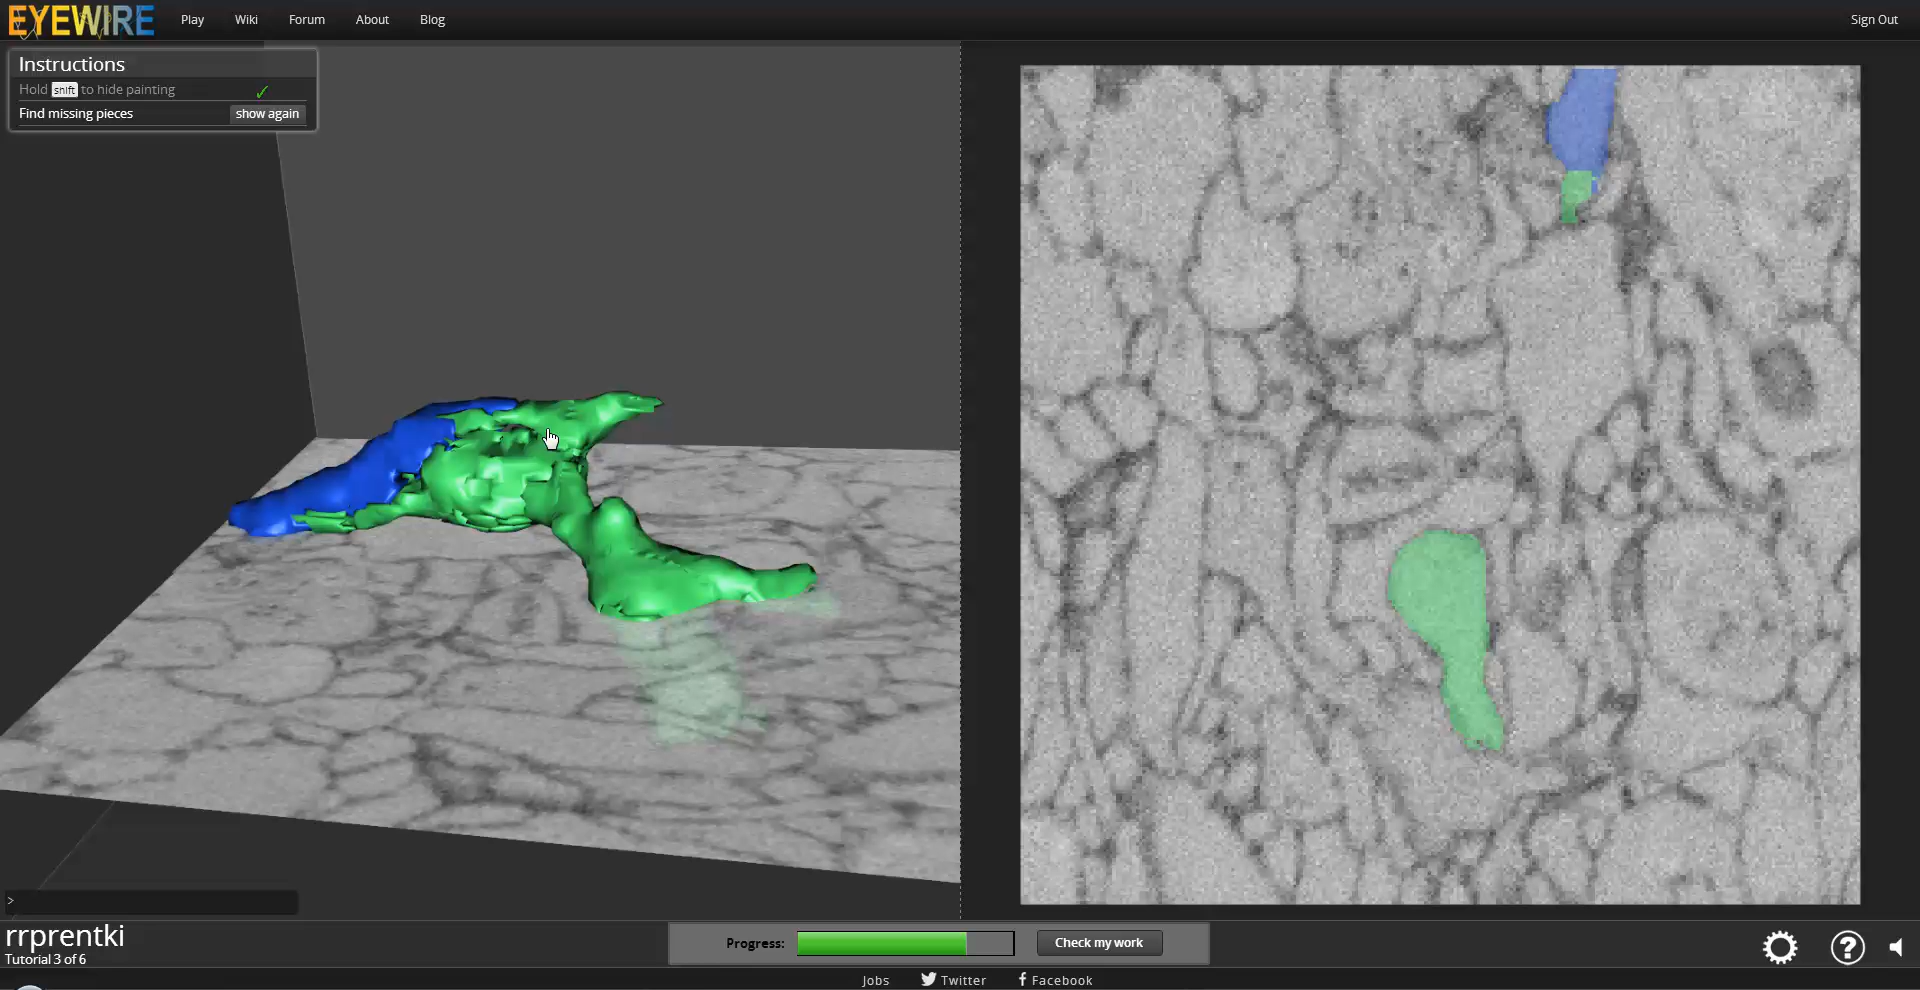 EYEWIRE Play Wiki Forum About Blog Sign Out
Instructions
Hold shift to hide painting ✓
Find missing pieces show again
>
rrprentki
Tutorial 3 of 6
Progress: Check my work
?
Jobs Twitter Facebook